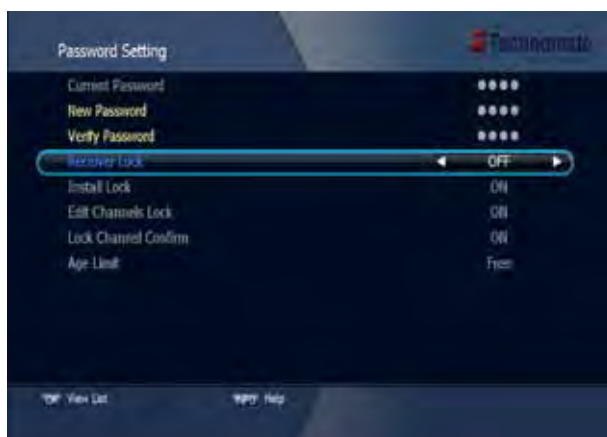 Password Setting
Technomate
Current Password
New Password
Verify Password
Receiver Lock OFF
Install Lock ON
Edit Channels Lock ON
Lock Channel Confirm ON
Age Limit Free
View List Help